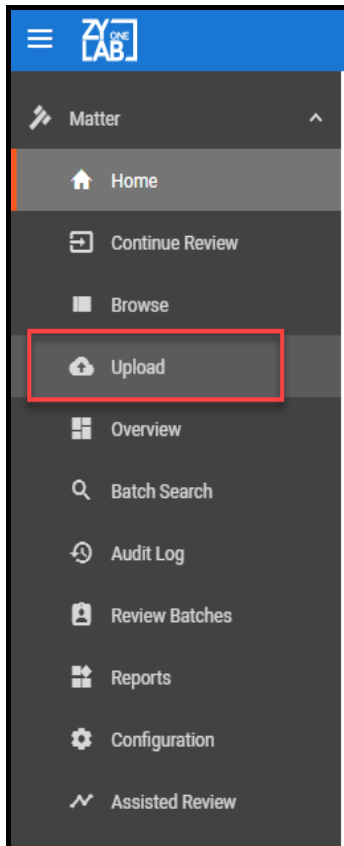 ZY ONE
LAB
Matter
Home
Continue Review
Browse
Upload
Overview
Batch Search
Audit Log
Review Batches
Reports
Configuration
Assisted Review